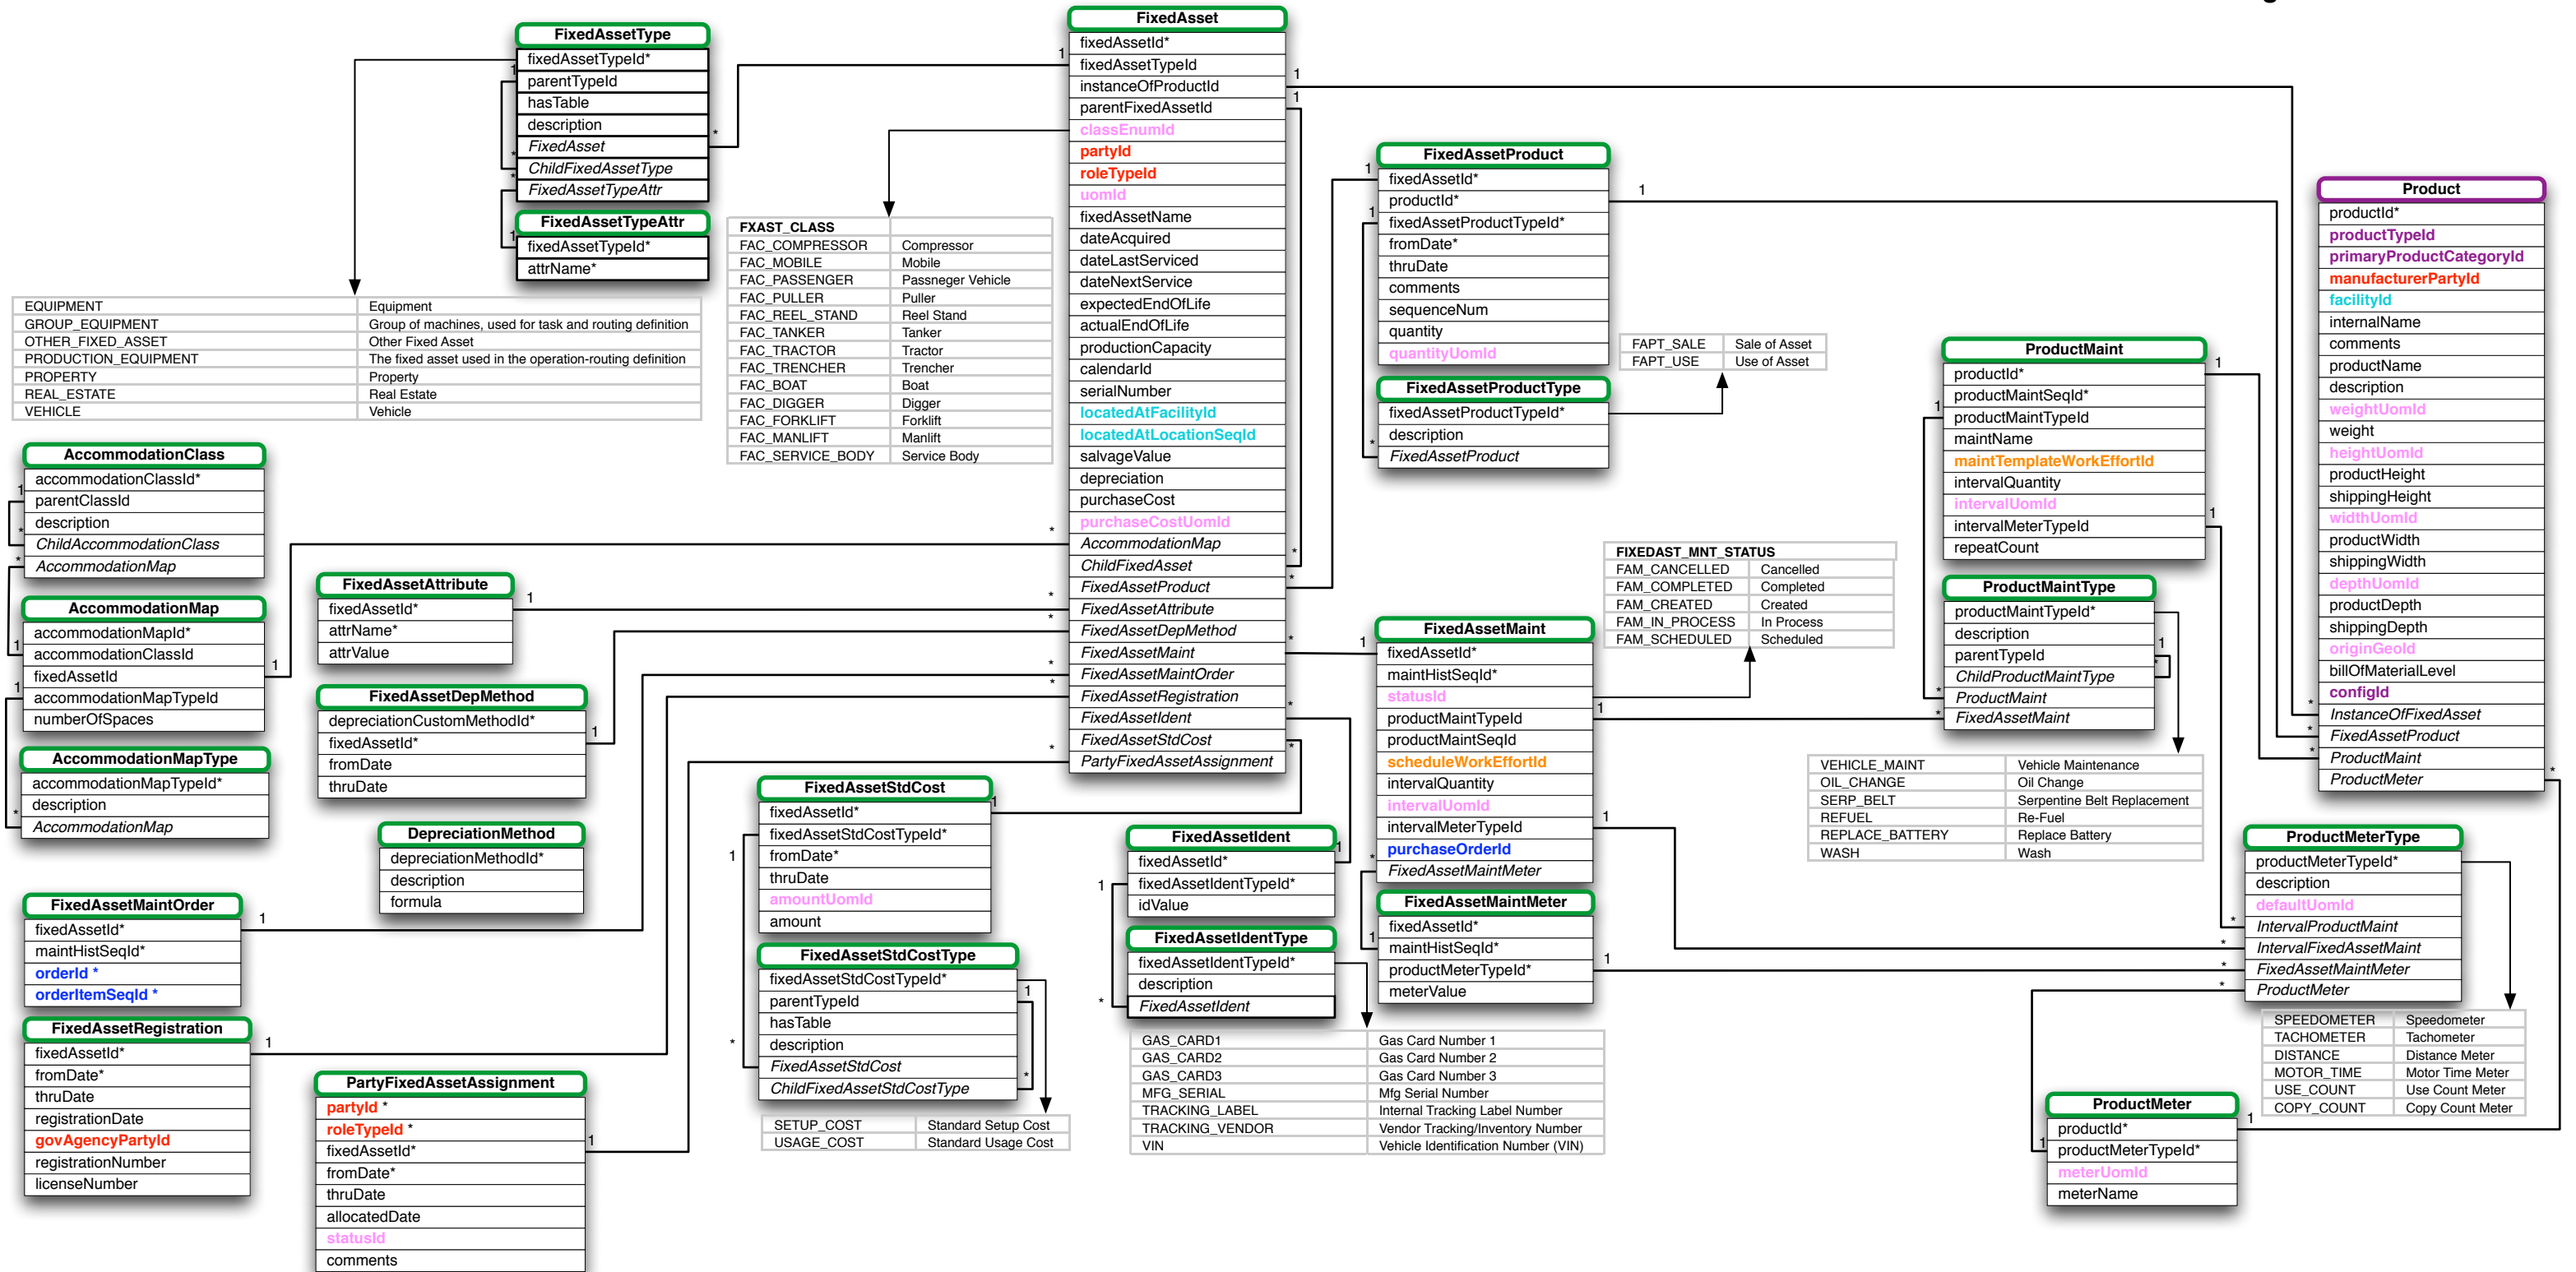 FixedAssetType
fixedAssetTypeId*
parentTypeId
hasTable
description
FixedAsset
ChildFixedAssetType
FixedAssetTypeAttr
FixedAssetTypeAttr
fixedAssetTypeId*
attrName*
EQUIPMENT Equipment
GROUP_EQUIPMENT Group of machines, used for task and routing definition
OTHER_FIXED_ASSET Other Fixed Asset
PRODUCTION_EQUIPMENT The fixed asset used in the operation-routing definition
PROPERTY Property
REAL_ESTATE Real Estate
VEHICLE Vehicle
FixedAsset
fixedAssetId*
fixedAssetTypeId
instanceOfProductId
parentFixedAssetId
classEnumId
partyId
roleTypeId
uomId
fixedAssetName
dateAcquired
dateLastServiced
dateNextService
expectedEndOfLife
actualEndOfLife
productionCapacity
calendarId
serialNumber
locatedAtFacilityId
locatedAtLocationSeqId
salvageValue
depreciation
purchaseCost
purchaseCostUomId
AccommodationMap
ChildFixedAsset
FixedAssetProduct
FixedAssetAttribute
FixedAssetDepMethod
FixedAssetMaint
FixedAssetMaintOrder
FixedAssetRegistration
FixedAssetIdent
FixedAssetStdCost
PartyFixedAssetAssignment
FXAST_CLASS
FAC_COMPRESSOR Compressor
FAC_MOBILE Mobile
FAC_PASSENGER Passneger Vehicle
FAC_PULLER Puller
FAC_REEL_STAND Reel Stand
FAC_TANKER Tanker
FAC_TRACTOR Tractor
FAC_TRENCHER Trencher
FAC_BOAT Boat
FAC_DIGGER Digger
FAC_FORKLIFT Forklift
FAC_MANLIFT Manlift
FAC_SERVICE_BODY Service Body
FixedAssetProduct
fixedAssetId*
productId*
fixedAssetProductTypeId*
fromDate*
thruDate
comments
sequenceNum
quantity
quantityUomId
FixedAssetProductType
fixedAssetProductTypeId*
description
FixedAssetProduct
FAPT_SALE Sale of Asset
FAPT_USE Use of Asset
Product
productId*
productTypeId
primaryProductCategoryId
manufacturerPartyId
facilityId
internalName
comments
productName
description
weightUomId
weight
heightUomId
productHeight
shippingHeight
widthUomId
productWidth
shippingWidth
depthUomId
productDepth
shippingDepth
originGeoId
billOfMaterialLevel
configId
InstanceOfFixedAsset
FixedAssetProduct
ProductMaint
ProductMeter
ProductMaint
productId*
productMaintSeqId*
productMaintTypeId
maintName
maintTemplateWorkEffortId
intervalQuantity
intervalUomId
intervalMeterTypeId
repeatCount
ProductMaintType
productMaintTypeId*
description
parentTypeId
ChildProductMaintType
ProductMaint
FixedAssetMaint
VEHICLE_MAINT Vehicle Maintenance
OIL_CHANGE Oil Change
SERP_BELT Serpentine Belt Replacement
REFUEL Re-Fuel
REPLACE_BATTERY Replace Battery
WASH Wash
FIXEDAST_MNT_STATUS
FAM_CANCELLED Cancelled
FAM_COMPLETED Completed
FAM_CREATED Created
FAM_IN_PROCESS In Process
FAM_SCHEDULED Scheduled
FixedAssetMaint
fixedAssetId*
maintHistSeqId*
statusId
productMaintTypeId
productMaintSeqId
scheduleWorkEffortId
intervalQuantity
intervalUomId
intervalMeterTypeId
purchaseOrderId
FixedAssetMaintMeter
FixedAssetMaintMeter
fixedAssetId*
maintHistSeqId*
productMeterTypeId*
meterValue
AccommodationClass
accommodationClassId*
parentClassId
description
ChildAccommodationClass
AccommodationMap
AccommodationMap
accommodationMapId*
accommodationClassId
fixedAssetId
accommodationMapTypeId
numberOfSpaces
AccommodationMapType
accommodationMapTypeId*
description
AccommodationMap
FixedAssetAttribute
fixedAssetId*
attrName*
attrValue
FixedAssetDepMethod
depreciationCustomMethodId*
fixedAssetId*
fromDate
thruDate
DepreciationMethod
depreciationMethodId*
description
formula
FixedAssetMaintOrder
fixedAssetId*
maintHistSeqId*
orderId *
orderItemSeqId *
FixedAssetRegistration
fixedAssetId*
fromDate*
thruDate
registrationDate
govAgencyPartyId
registrationNumber
licenseNumber
PartyFixedAssetAssignment
partyId *
roleTypeId *
fixedAssetId*
fromDate*
thruDate
allocatedDate
statusId
comments
FixedAssetStdCost
fixedAssetId*
fixedAssetStdCostTypeId*
fromDate*
thruDate
amountUomId
amount
FixedAssetStdCostType
fixedAssetStdCostTypeId*
parentTypeId
hasTable
description
FixedAssetStdCost
ChildFixedAssetStdCostType
SETUP_COST Standard Setup Cost
USAGE_COST Standard Usage Cost
FixedAssetIdent
fixedAssetId*
fixedAssetIdentTypeId*
idValue
FixedAssetIdentType
fixedAssetIdentTypeId*
description
FixedAssetIdent
GAS_CARD1 Gas Card Number 1
GAS_CARD2 Gas Card Number 2
GAS_CARD3 Gas Card Number 3
MFG_SERIAL Mfg Serial Number
TRACKING_LABEL Internal Tracking Label Number
TRACKING_VENDOR Vendor Tracking/Inventory Number
VIN Vehicle Identification Number (VIN)
ProductMeterType
productMeterTypeId*
description
defaultUomId
IntervalProductMaint
IntervalFixedAssetMaint
FixedAssetMaintMeter
ProductMeter
SPEEDOMETER Speedometer
TACHOMETER Tachometer
DISTANCE Distance Meter
MOTOR_TIME Motor Time Meter
USE_COUNT Use Count Meter
COPY_COUNT Copy Count Meter
ProductMeter
productId*
productMeterTypeId*
meterUomId
meterName